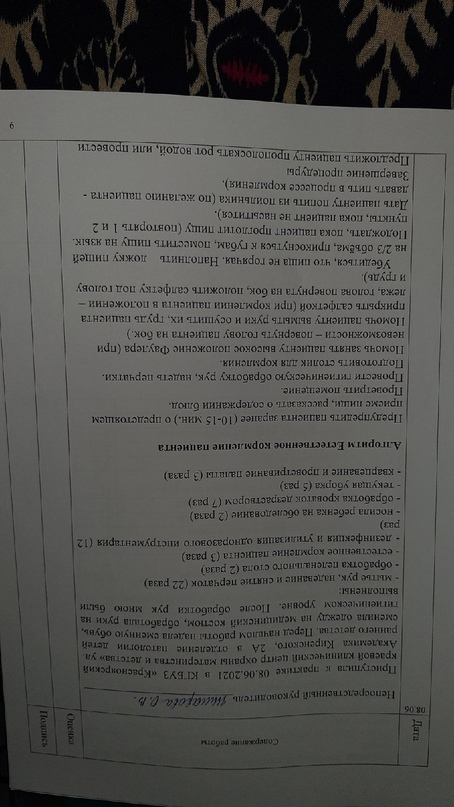 Дата
Содержание работы
Оценка
Подпись
08.06
Непосредственный руководитель
Приступила к практике 08.06.2021 в КГБУЗ «Красноярский
краевой клинический центр охраны материнства и детства» ул.
Академика Киренского, 2А в отделение патологии детей
раннего детства. Перед началом работы надела сменную обувь,
сменила одежду на медицинский костюм, обработала руки на
гигиеническом уровне. После обработки рук мною были
выполнены:
- мытье рук, надевание и снятие перчаток (22 раза)
- обработка пеленального стола (2 раза)
- естественное кормление пациента (3 раза)
- дезинфекция и утилизация одноразового инструментария (12
раз)
- носила ребенка на обследование (2 раза)
- обработка кроваток дезраствором (7 раз)
- текущая уборка (5 раз)
- кварцевание и проветривание палаты (3 раза)
Алгоритм Естественное кормление пациента
Предупредить пациента заранее (10-15 мин.) о предстоящем
приеме пищи, рассказать о содержании блюд.
Проветрить помещение.
Провести гигиеническую обработку рук, надеть перчатки.
Подготовить столик для кормления.
Помочь занять пациенту высокое положение Фаулера (при
невозможности – повернуть голову пациента на бок.)
Помочь пациенту вымыть руки и осушить их, грудь пациента
прикрыть салфеткой (при кормлении пациента в положении –
лежа, голова повернута на бок, положить салфетку под голову
и грудь).
Убедиться, что пища не горячая. Наполнить ложку пищей
на 2/3 объёма, прикоснуться к губам, поместить пищу на язык.
Подождать, пока пациент проглотит пищу (повторять 1 и 2
пункты, пока пациент не насытится).
Дать пациенту попить из поильника (по желанию пациента -
давать пить в процессе кормления).
Завершение процедуры
Предложить пациенту прополоскать рот водой, или провести